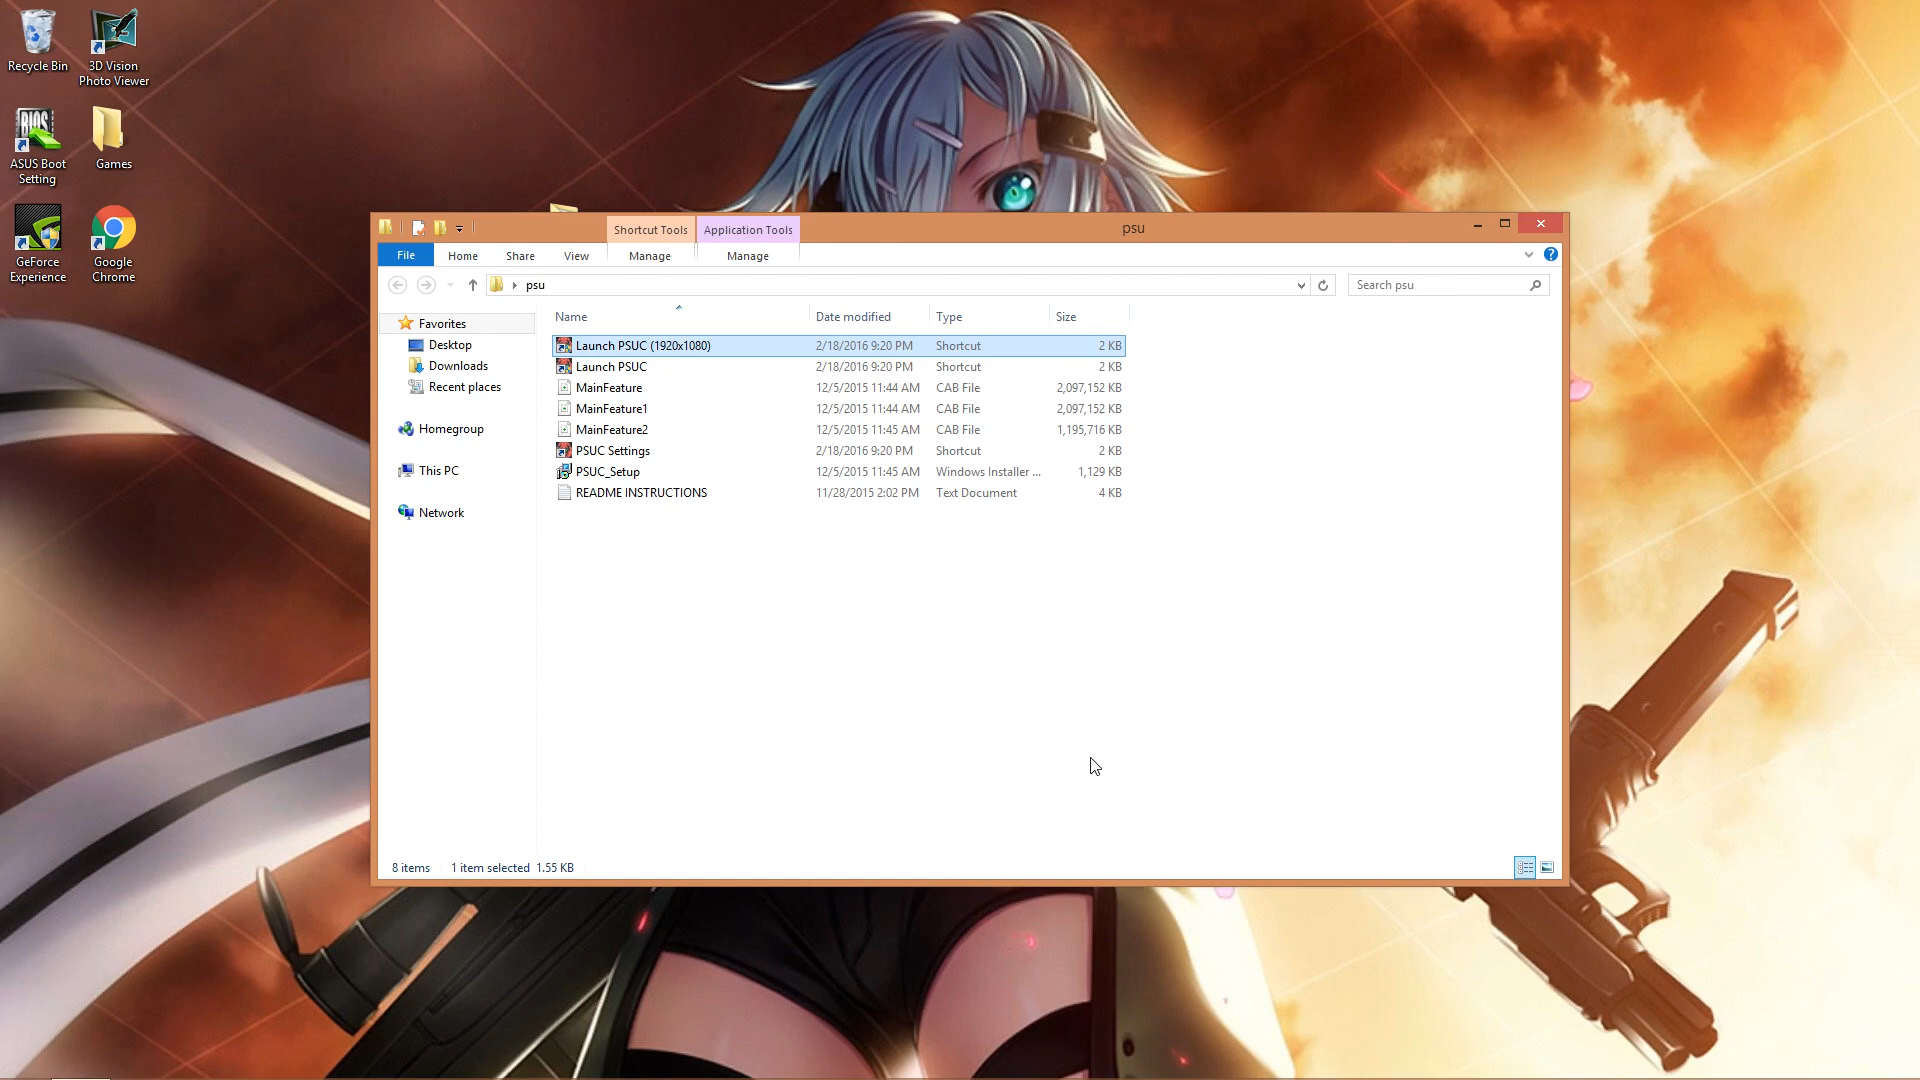 Recycle Bin
3D Vision
Photo Viewer
BIOS
ASUS Boot
Setting
Games
GeForce
Experience
Google
Chrome
Shortcut Tools
Application Tools
psu
File
Home
Share
View
Manage
Manage
psu
Search psu
Favorites
Desktop
Downloads
Recent places
Homegroup
This PC
Network
Name Date modified Type Size
Launch PSUC (1920x1080) 2/18/2016 9:20 PM Shortcut 2 KB
Launch PSUC 2/18/2016 9:20 PM Shortcut 2 KB
MainFeature 12/5/2015 11:44 AM CAB File 2,097,152 KB
MainFeature1 12/5/2015 11:44 AM CAB File 2,097,152 KB
MainFeature2 12/5/2015 11:45 AM CAB File 1,195,716 KB
PSUC Settings 2/18/2016 9:20 PM Shortcut 2 KB
PSUC_Setup 12/5/2015 11:45 AM Windows Installer ... 1,129 KB
README INSTRUCTIONS 11/28/2015 2:02 PM Text Document 4 KB
8 items 1 item selected 1.55 KB